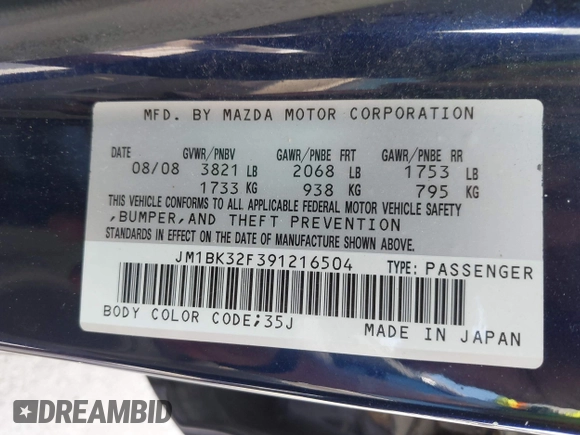 MFD. BY MAZDA MOTOR CORPORATION
DATE GVWR/PNBV GAWR/PNBE FRT GAWR/PNBE RR
08/08 3821 LB 2068 LB 1753 LB
1733 KG 938 KG 795 KG
THIS VEHICLE CONFORMS TO ALL APPLICABLE FEDERAL MOTOR VEHICLE SAFETY
,BUMPER,AND THEFT PREVENTION
STANDARDS IN EFFECT ON THE DATE OF MANUFACTURE SHOWN ABOVE.
JM1BK32F391216504 TYPE: PASSENGER
BODY COLOR CODE;35J MADE IN JAPAN
DREAMBID